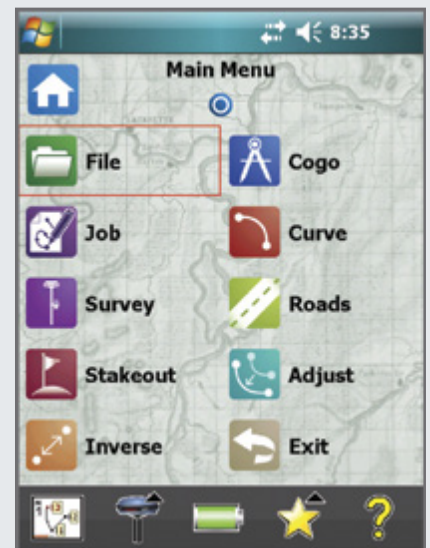 8:35
Main Menu
File
Cogo
Job
Curve
Survey
Roads
Stakeout
Adjust
Inverse
Exit